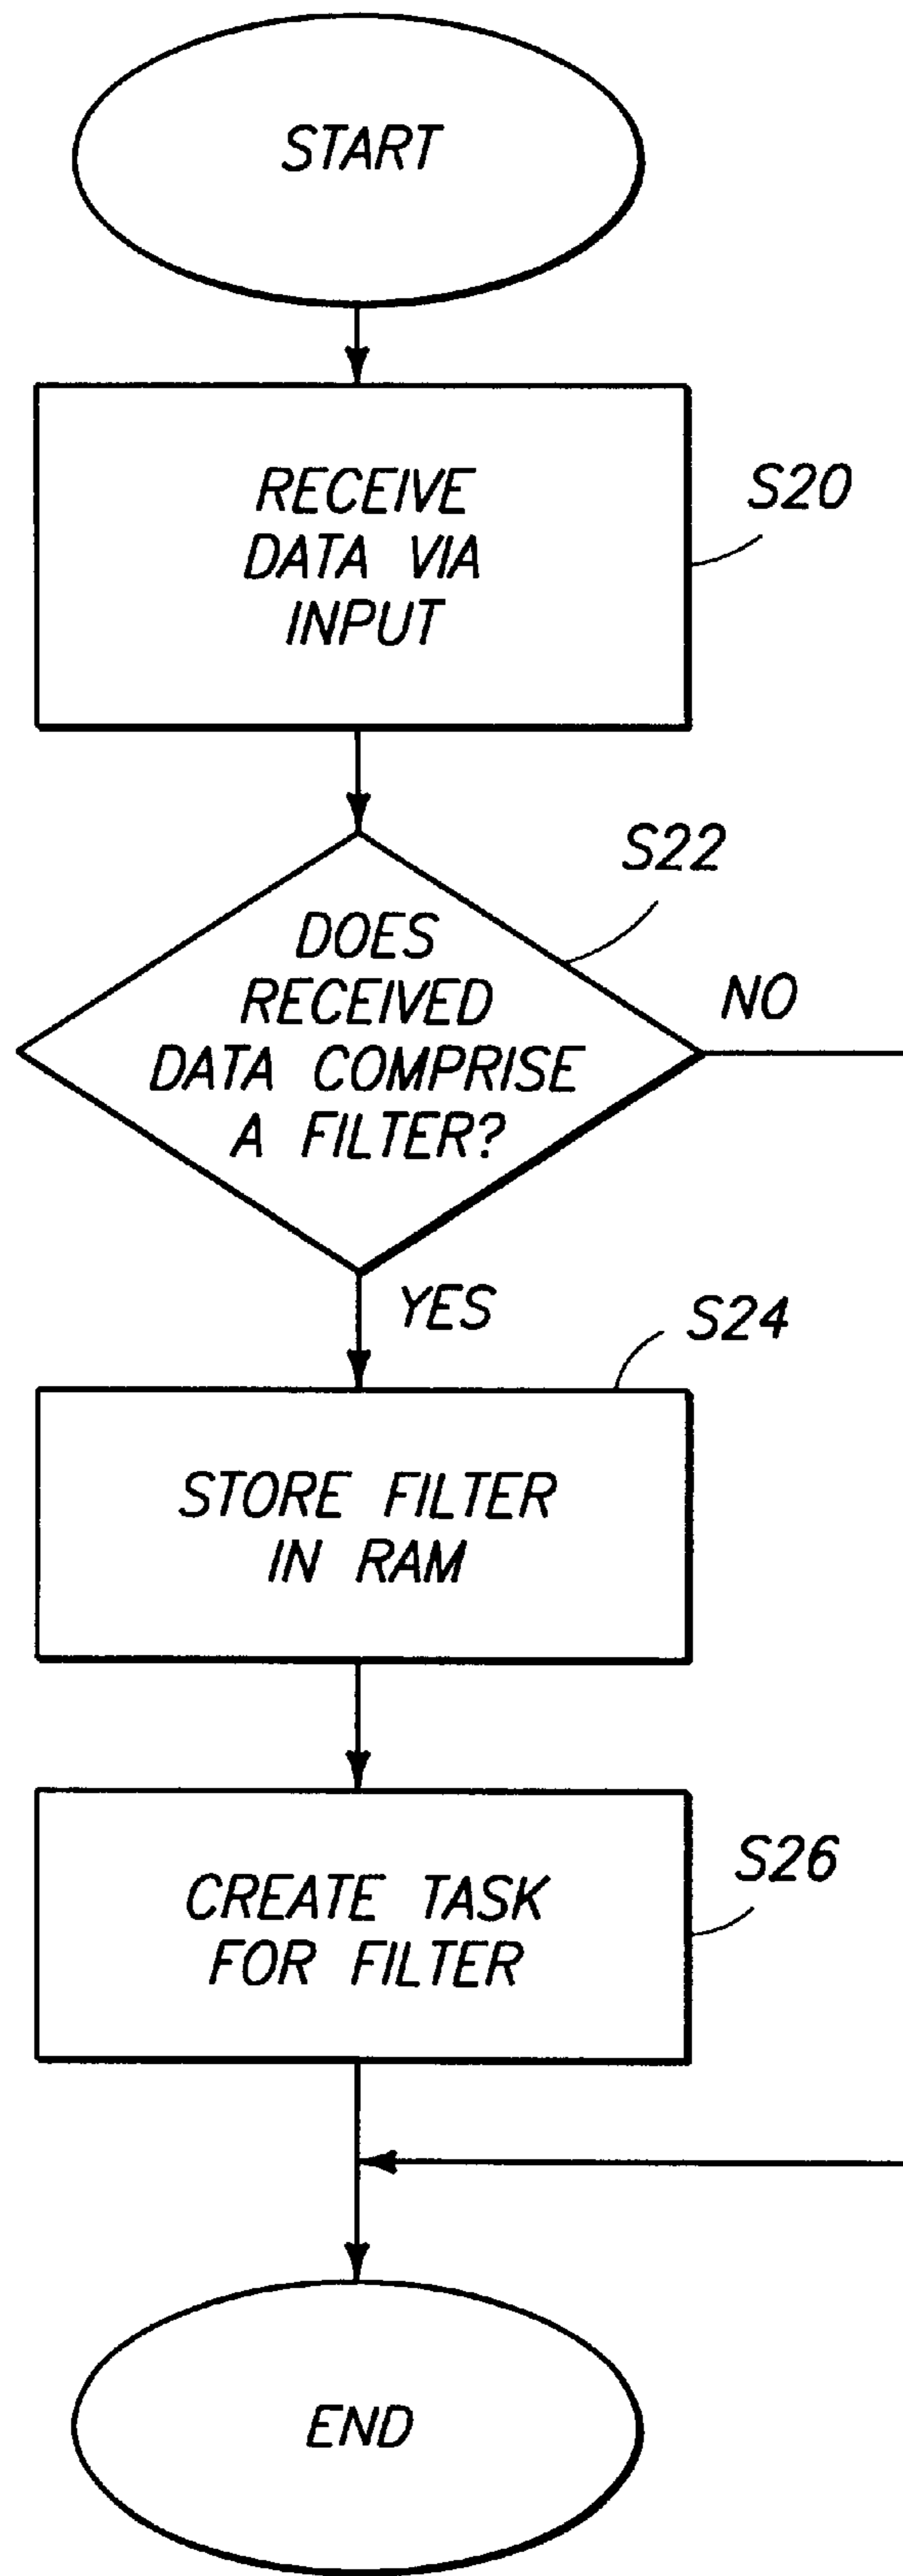 START
RECEIVE
DATA VIA
INPUT
S20
S22
DOES
RECEIVED
DATA COMPRISE
A FILTER?
NO
YES
S24
STORE FILTER
IN RAM
S26
CREATE TASK
FOR FILTER
END